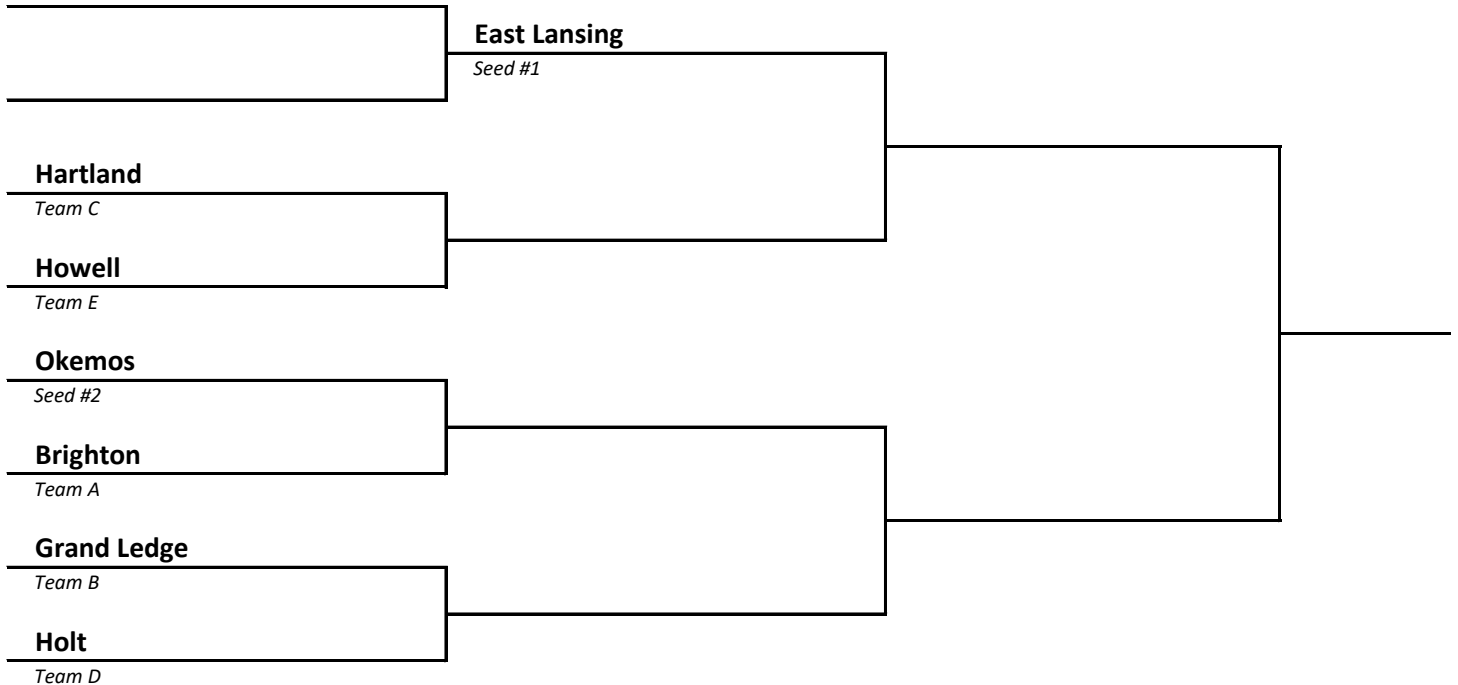 East Lansing
Seed #1
Hartland
Team C
Howell
Team E
Okemos
Seed #2
Brighton
Team A
Grand Ledge
Team B
Holt
Team D